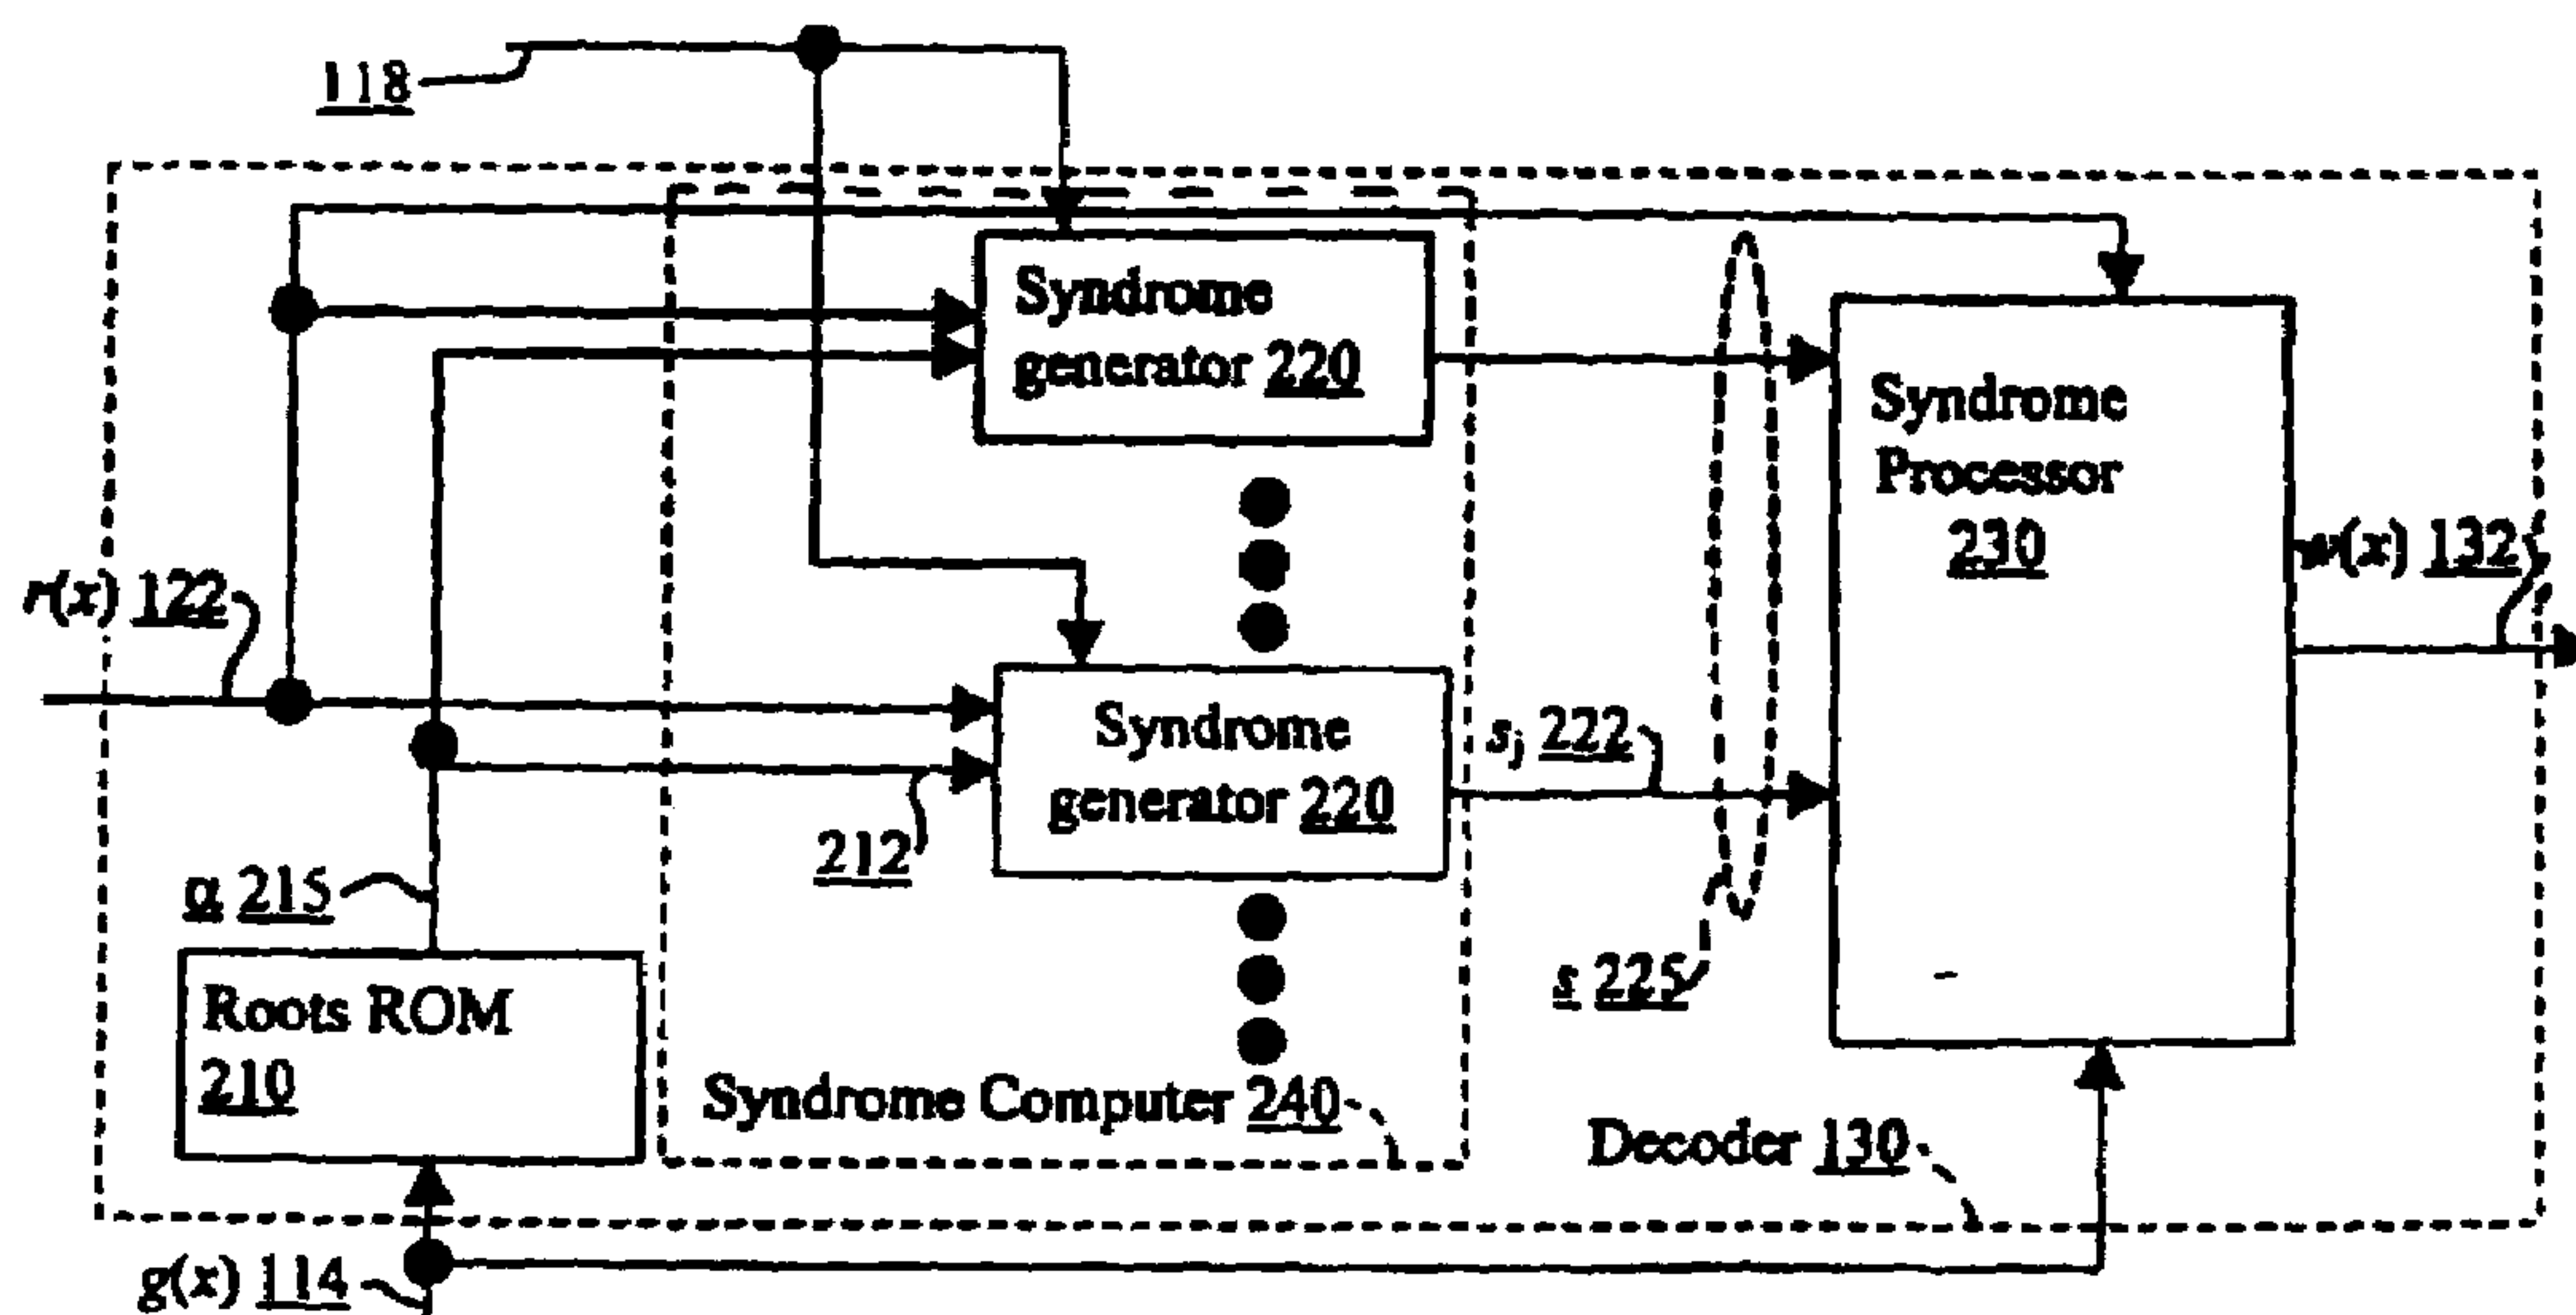 118
Syndrome
generator 220
Syndrome
Processor
230
w(x) 132
r(x) 122
Syndrome
generator 220
sj 222
212
α 215
s 225
Roots ROM
210
Syndrome Computer 240
Decoder 130
g(x) 114